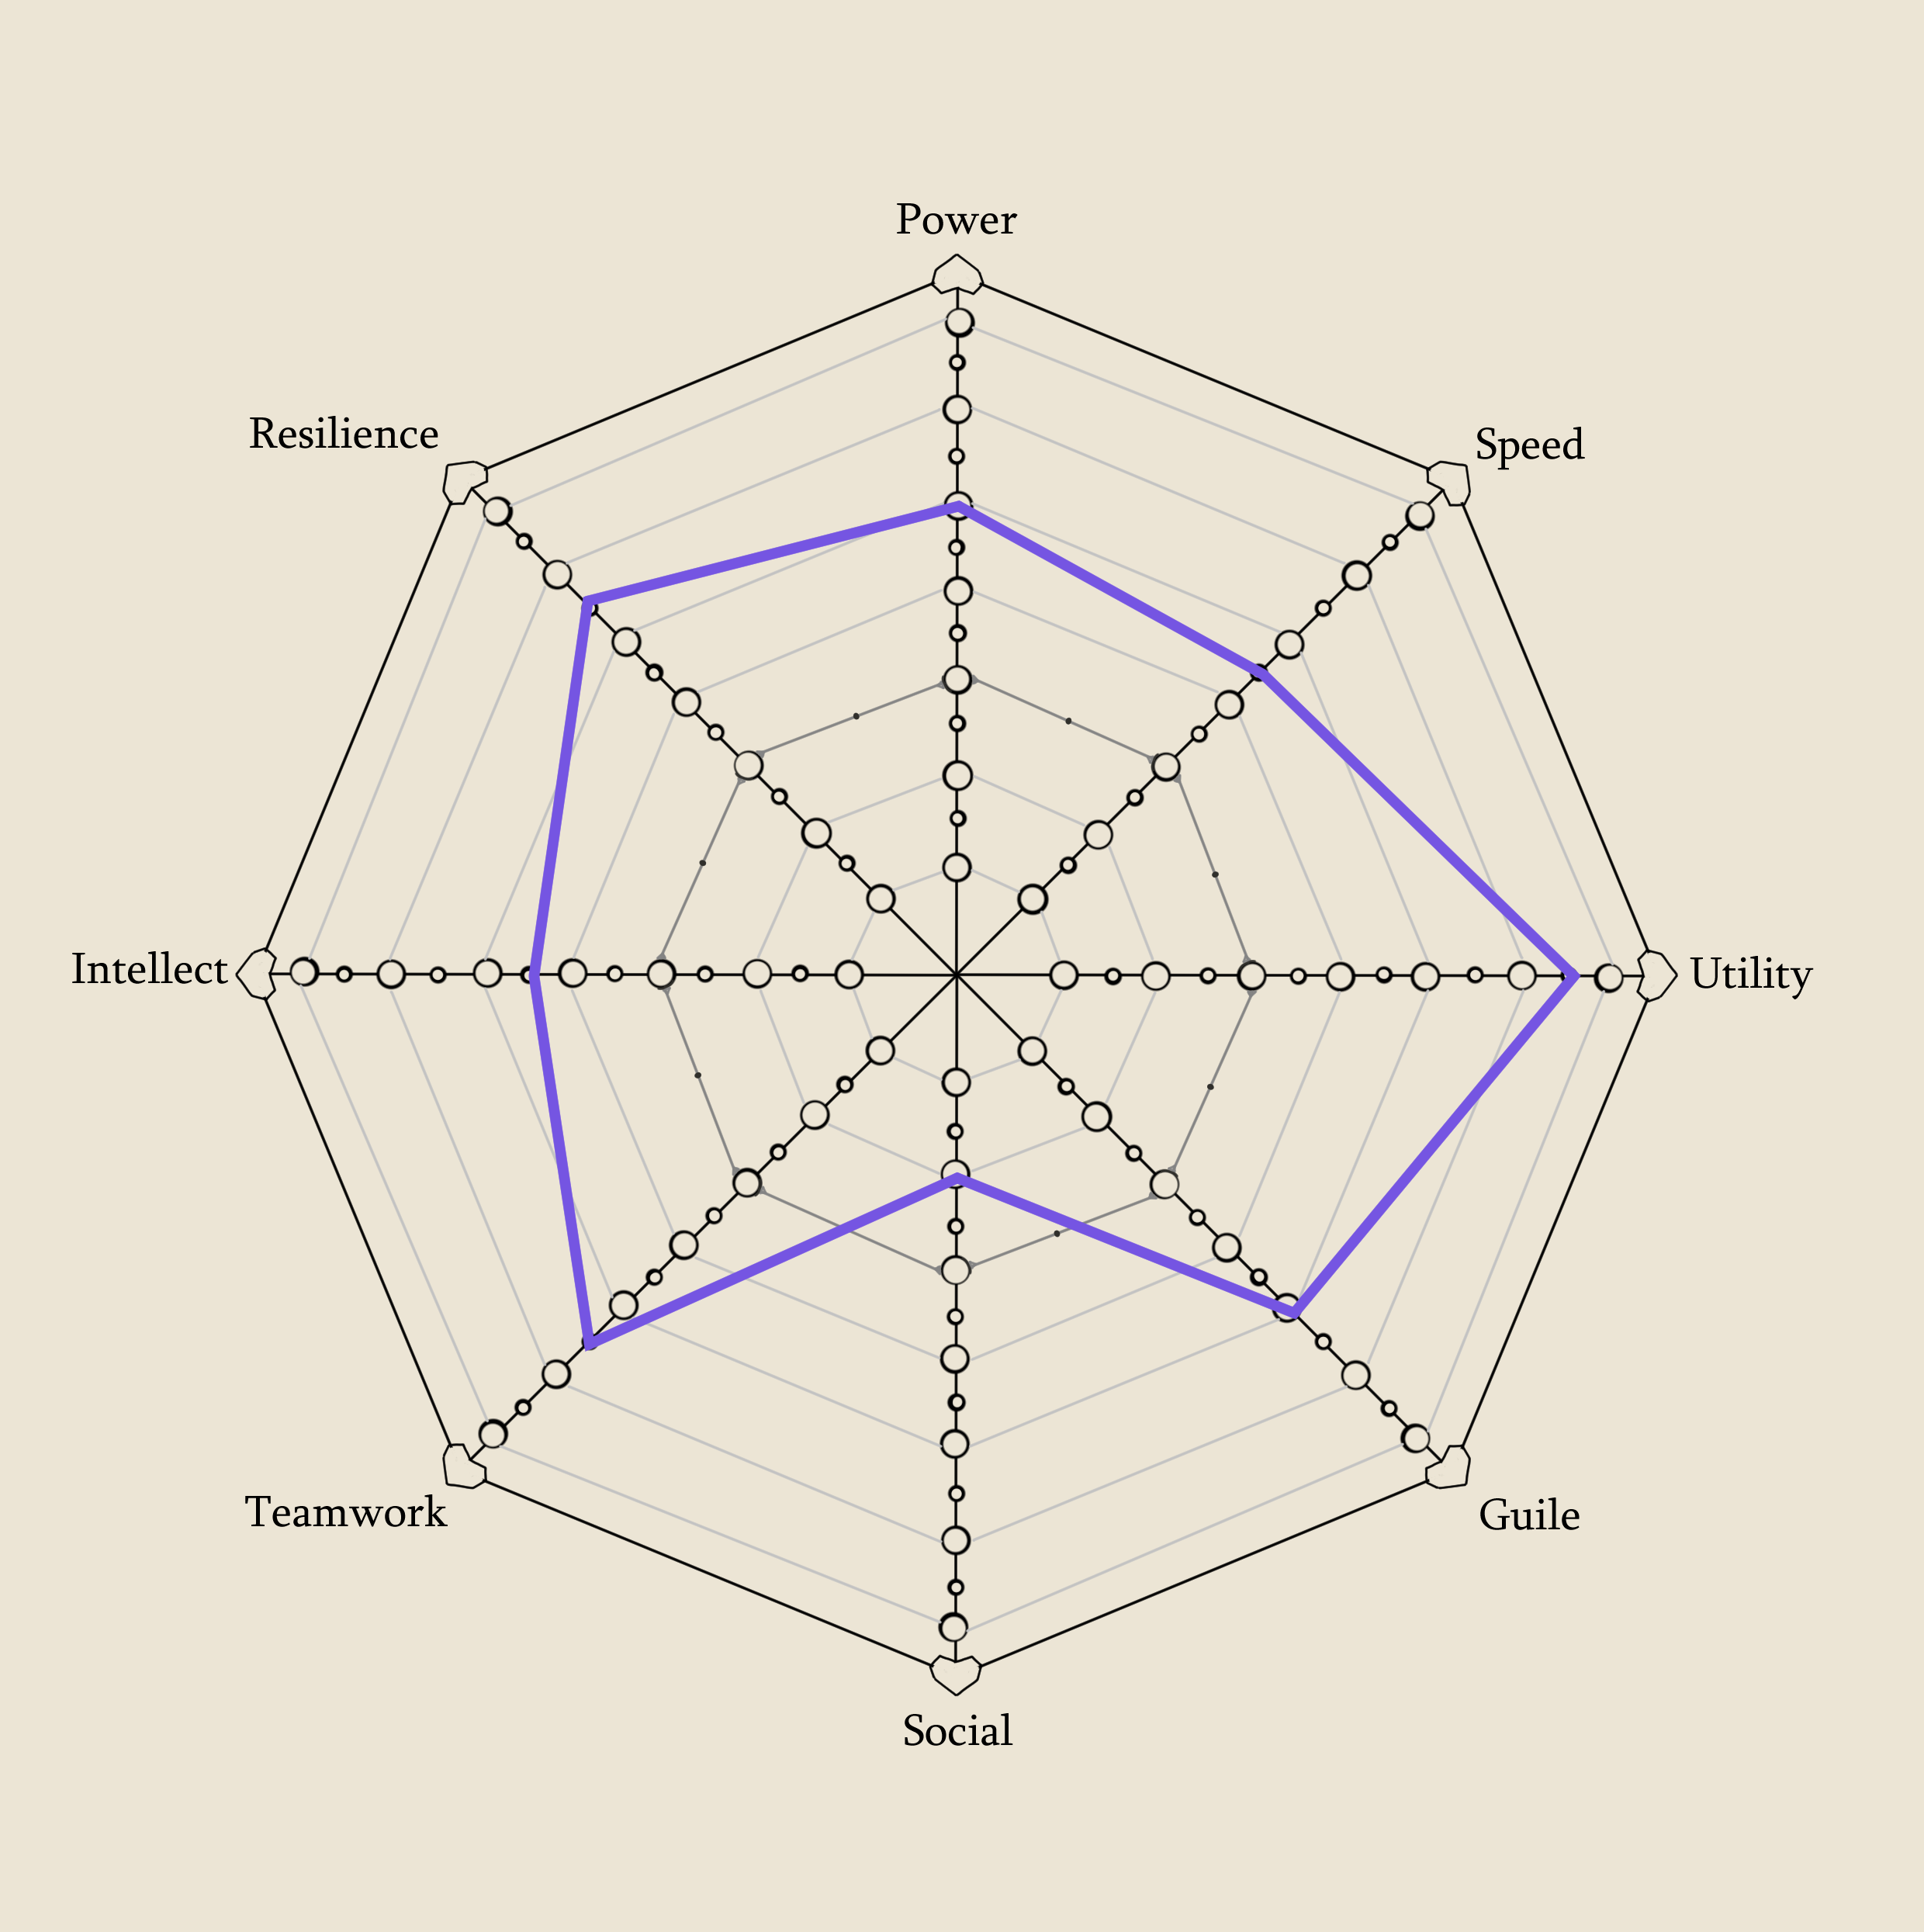 Power
Resilience
Speed
Intellect
Utility
Teamwork
Guile
Social